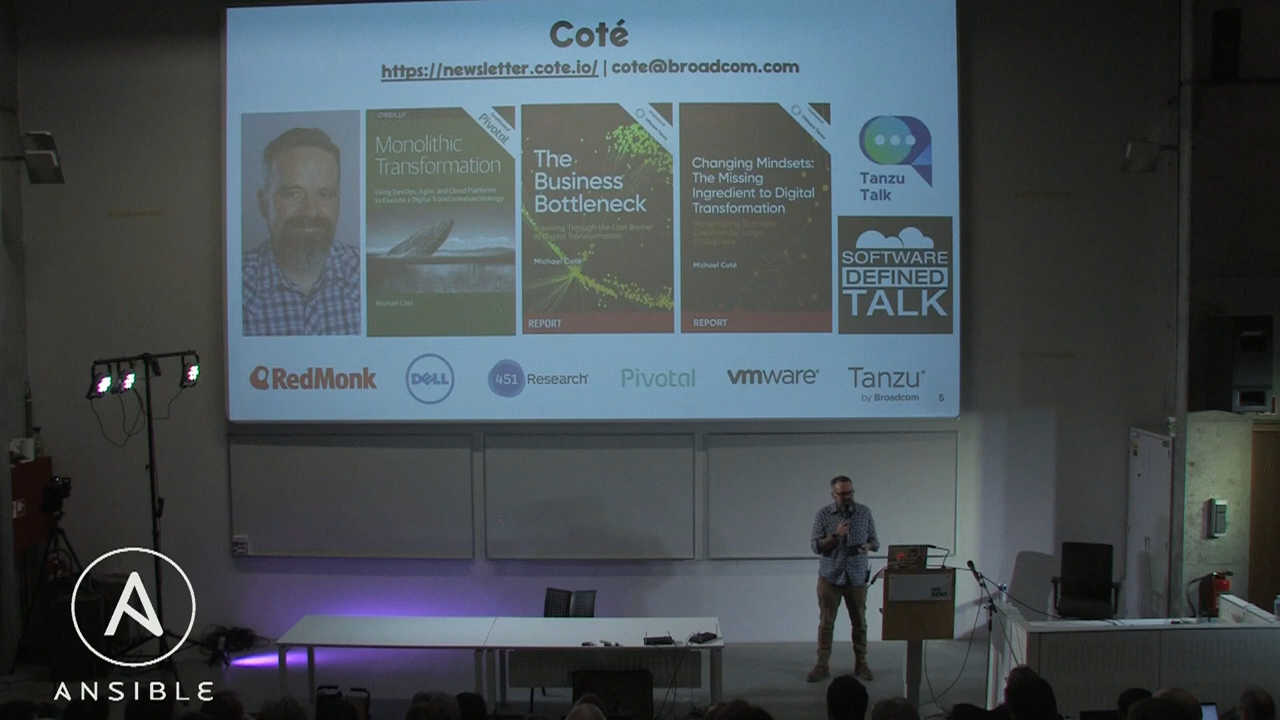 Coté
https://newsletter.cote.io/ | cote@broadcom.com
O'REILLY
Pivotal
Monolithic
Transformation
Using DevOps, Agile, and Cloud Platforms
to Execute a Digital Transformation Strategy
Michael Coté
The
Business
Bottleneck
Michael Coté
REPORT
Changing Mindsets:
The Missing
Ingredient to Digital
Transformation
Michael Coté
REPORT
Tanzu
Talk
SOFTWARE
DEFINED
TALK
RedMonk
DELL
451 Research
Pivotal
vmware®
Tanzu®
by Broadcom
5
ANSIBLE